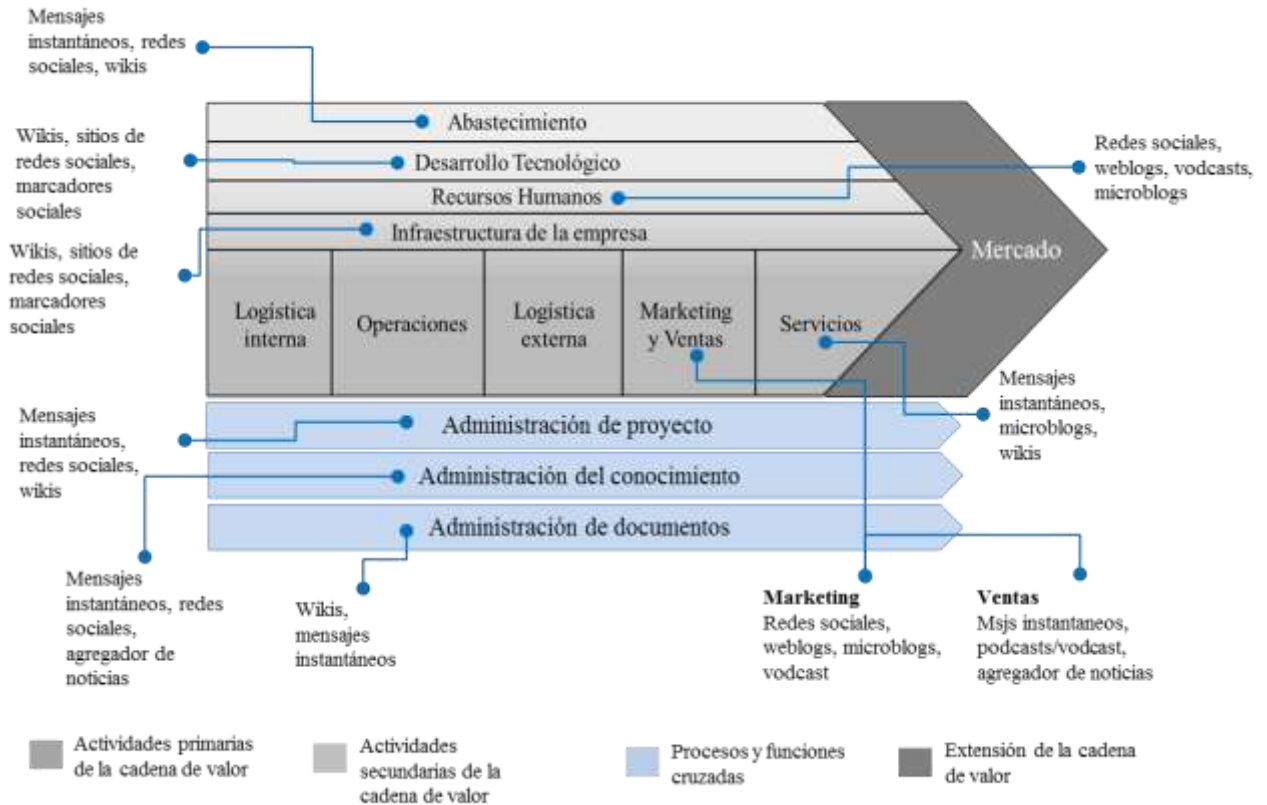 Mensajes
instantáneos, redes
sociales, wikis
Abastecimiento
Wikis, sitios de
redes sociales,
marcadores
sociales
Desarrollo Tecnológico
Redes sociales,
weblogs, vodcasts,
microblogs
Recursos Humanos
Infraestructura de la empresa
Wikis, sitios de
redes sociales,
marcadores
sociales
Mercado
Logística
interna
Operaciones
Logística
externa
Marketing
y Ventas
Servicios
Mensajes
instantáneos,
microblogs,
wikis
Mensajes
instantáneos,
redes sociales,
wikis
Administración de proyecto
Administración del conocimiento
Administración de documentos
Mensajes
instantáneos, redes
sociales,
agregador de
noticias
Wikis,
mensajes
instantáneos
Marketing
Redes sociales,
weblogs, microblogs,
vodcast
Ventas
Msjs instantaneos,
podcasts/vodcast,
agregador de noticias
Actividades primarias
de la cadena de valor
Actividades
secundarias de la
cadena de valor
Procesos y funciones
cruzadas
Extensión de la cadena
de valor